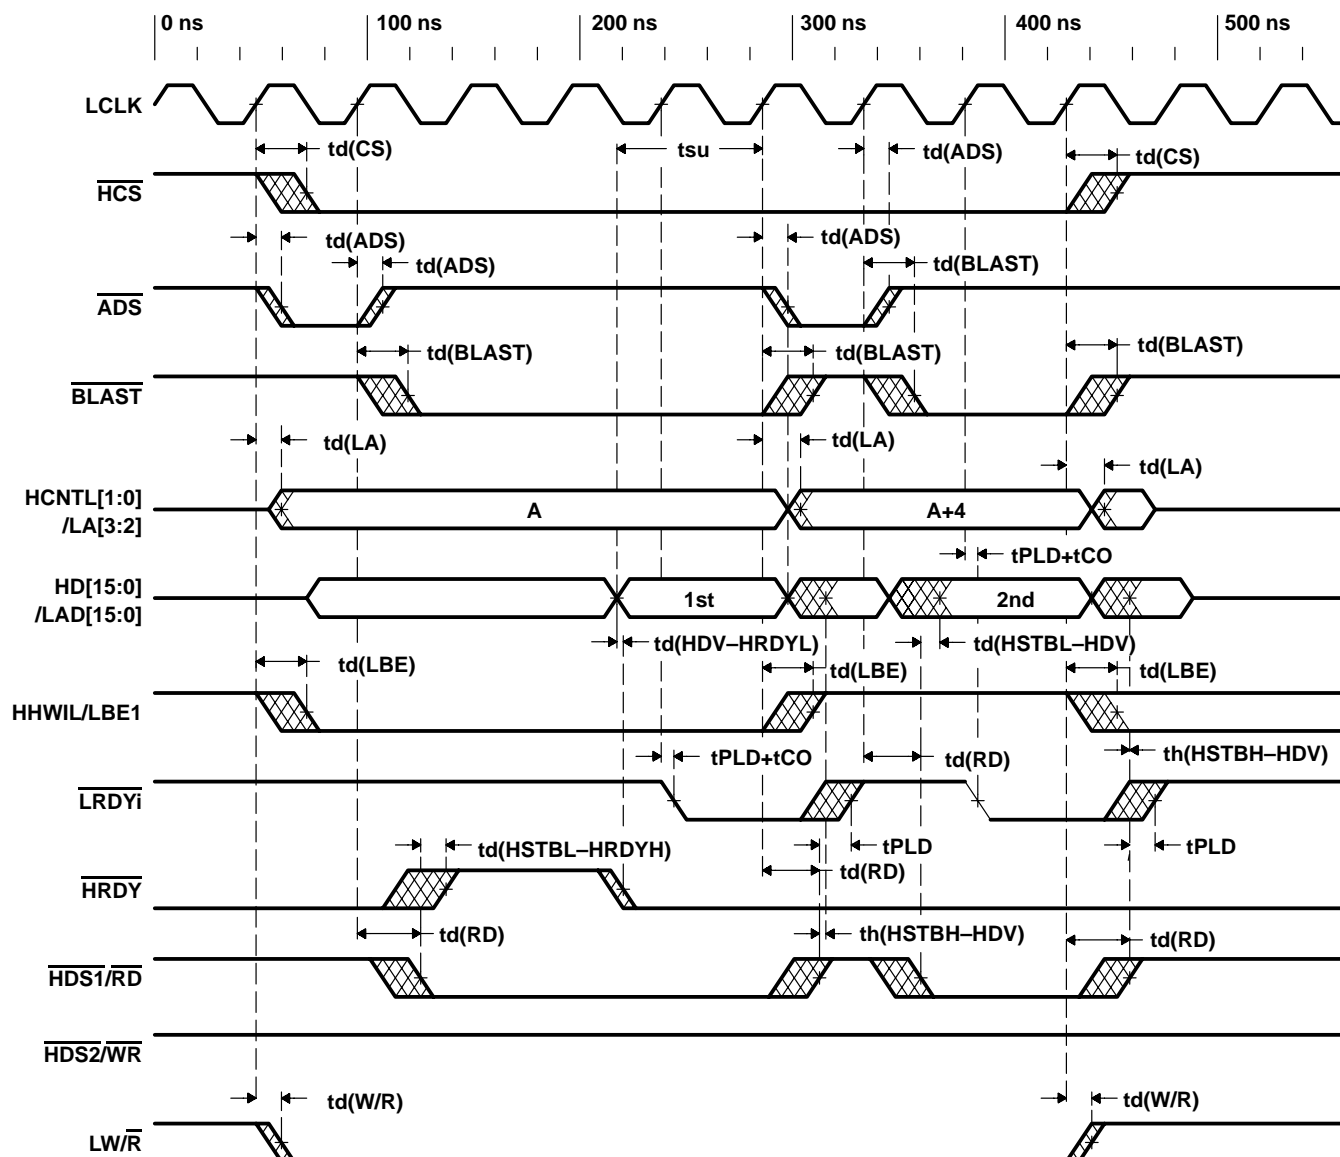 0 ns 100 ns 200 ns 300 ns 400 ns 500 ns
LCLK
td(CS) tsu td(ADS) td(CS)
HCS
td(ADS) td(ADS)
td(ADS) td(BLAST)
ADS
td(BLAST) td(BLAST) td(BLAST)
BLAST
td(LA) td(LA)
td(LA)
HCNTL[1:0]
/LA[3:2]
A A+4
tPLD+tCO
HD[15:0]
/LAD[15:0]
1st 2nd
td(HDV–HRDYL) td(HSTBL–HDV)
td(LBE) td(LBE) td(LBE)
HHWIL/LBE1
tPLD+tCO td(RD) th(HSTBH–HDV)
LRDYi
td(HSTBL–HRDYH) tPLD tPLD
td(RD)
HRDY
td(RD) th(HSTBH–HDV) td(RD)
HDS1/RD
HDS2/WR
td(W/R) td(W/R)
LW/R